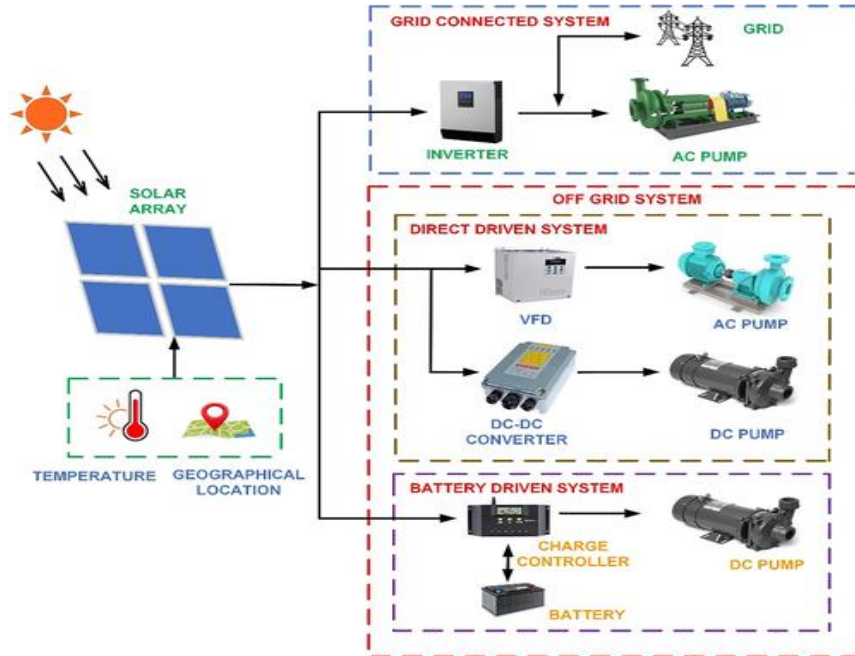 GRID CONNECTED SYSTEM
GRID
INVERTER
AC PUMP
SOLAR
ARRAY
OFF GRID SYSTEM
DIRECT DRIVEN SYSTEM
VFD
AC PUMP
DC-DC
CONVERTER
DC PUMP
TEMPERATURE
GEOGRAPHICAL
LOCATION
BATTERY DRIVEN SYSTEM
CHARGE
CONTROLLER
DC PUMP
BATTERY